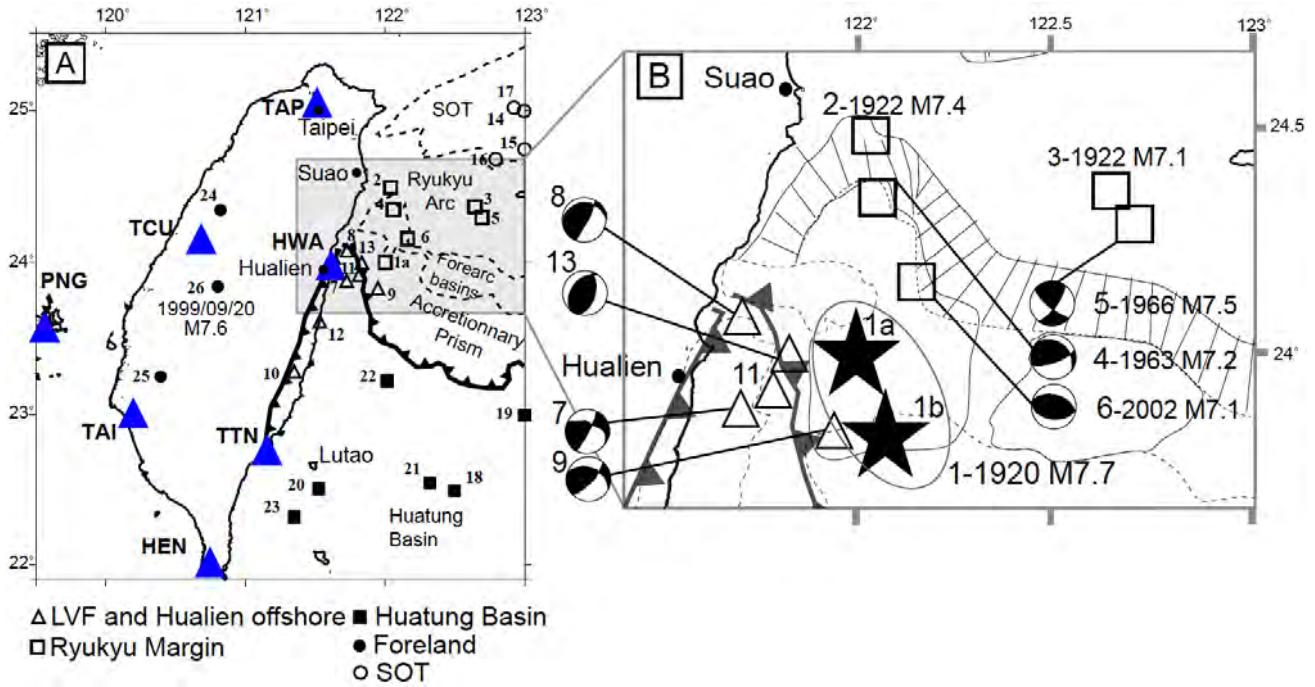 120°
121°
122°
123°
A
25°
24°
23°
22°
TAP
Taipei
SOT
17
14
15
16
Suao
Ryukyu
Arc
2
4
3
5
6
24
TCU
HWA
Hualien
8
13
1a
11
7
9
Forearc
basins
Accretionnary
Prism
PNG
26
1999/09/20
M7.6
12
10
22
25
19
TAI
TTN
Lutao
21
18
20
23
Huatung
Basin
HEN
LVF and Hualien offshore
Huatung Basin
Ryukyu Margin
Foreland
SOT
122°
122.5
123°
B
Suao
2-1922 M7.4
24.5
3-1922 M7.1
8
13
1a
5-1966 M7.5
24°
4-1963 M7.2
Hualien
11
6-2002 M7.1
7
1b
9
1-1920 M7.7